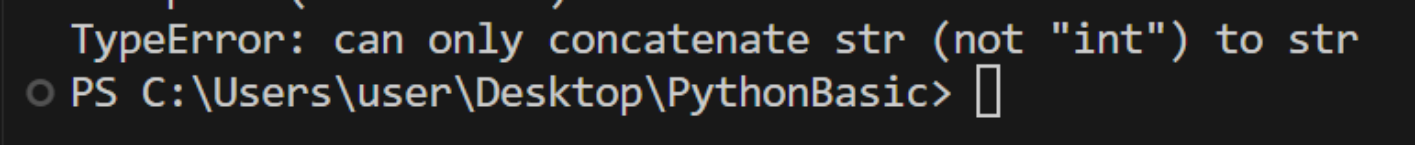 TypeError: can only concatenate str (not "int") to str
PS C:\Users\user\Desktop\PythonBasic>